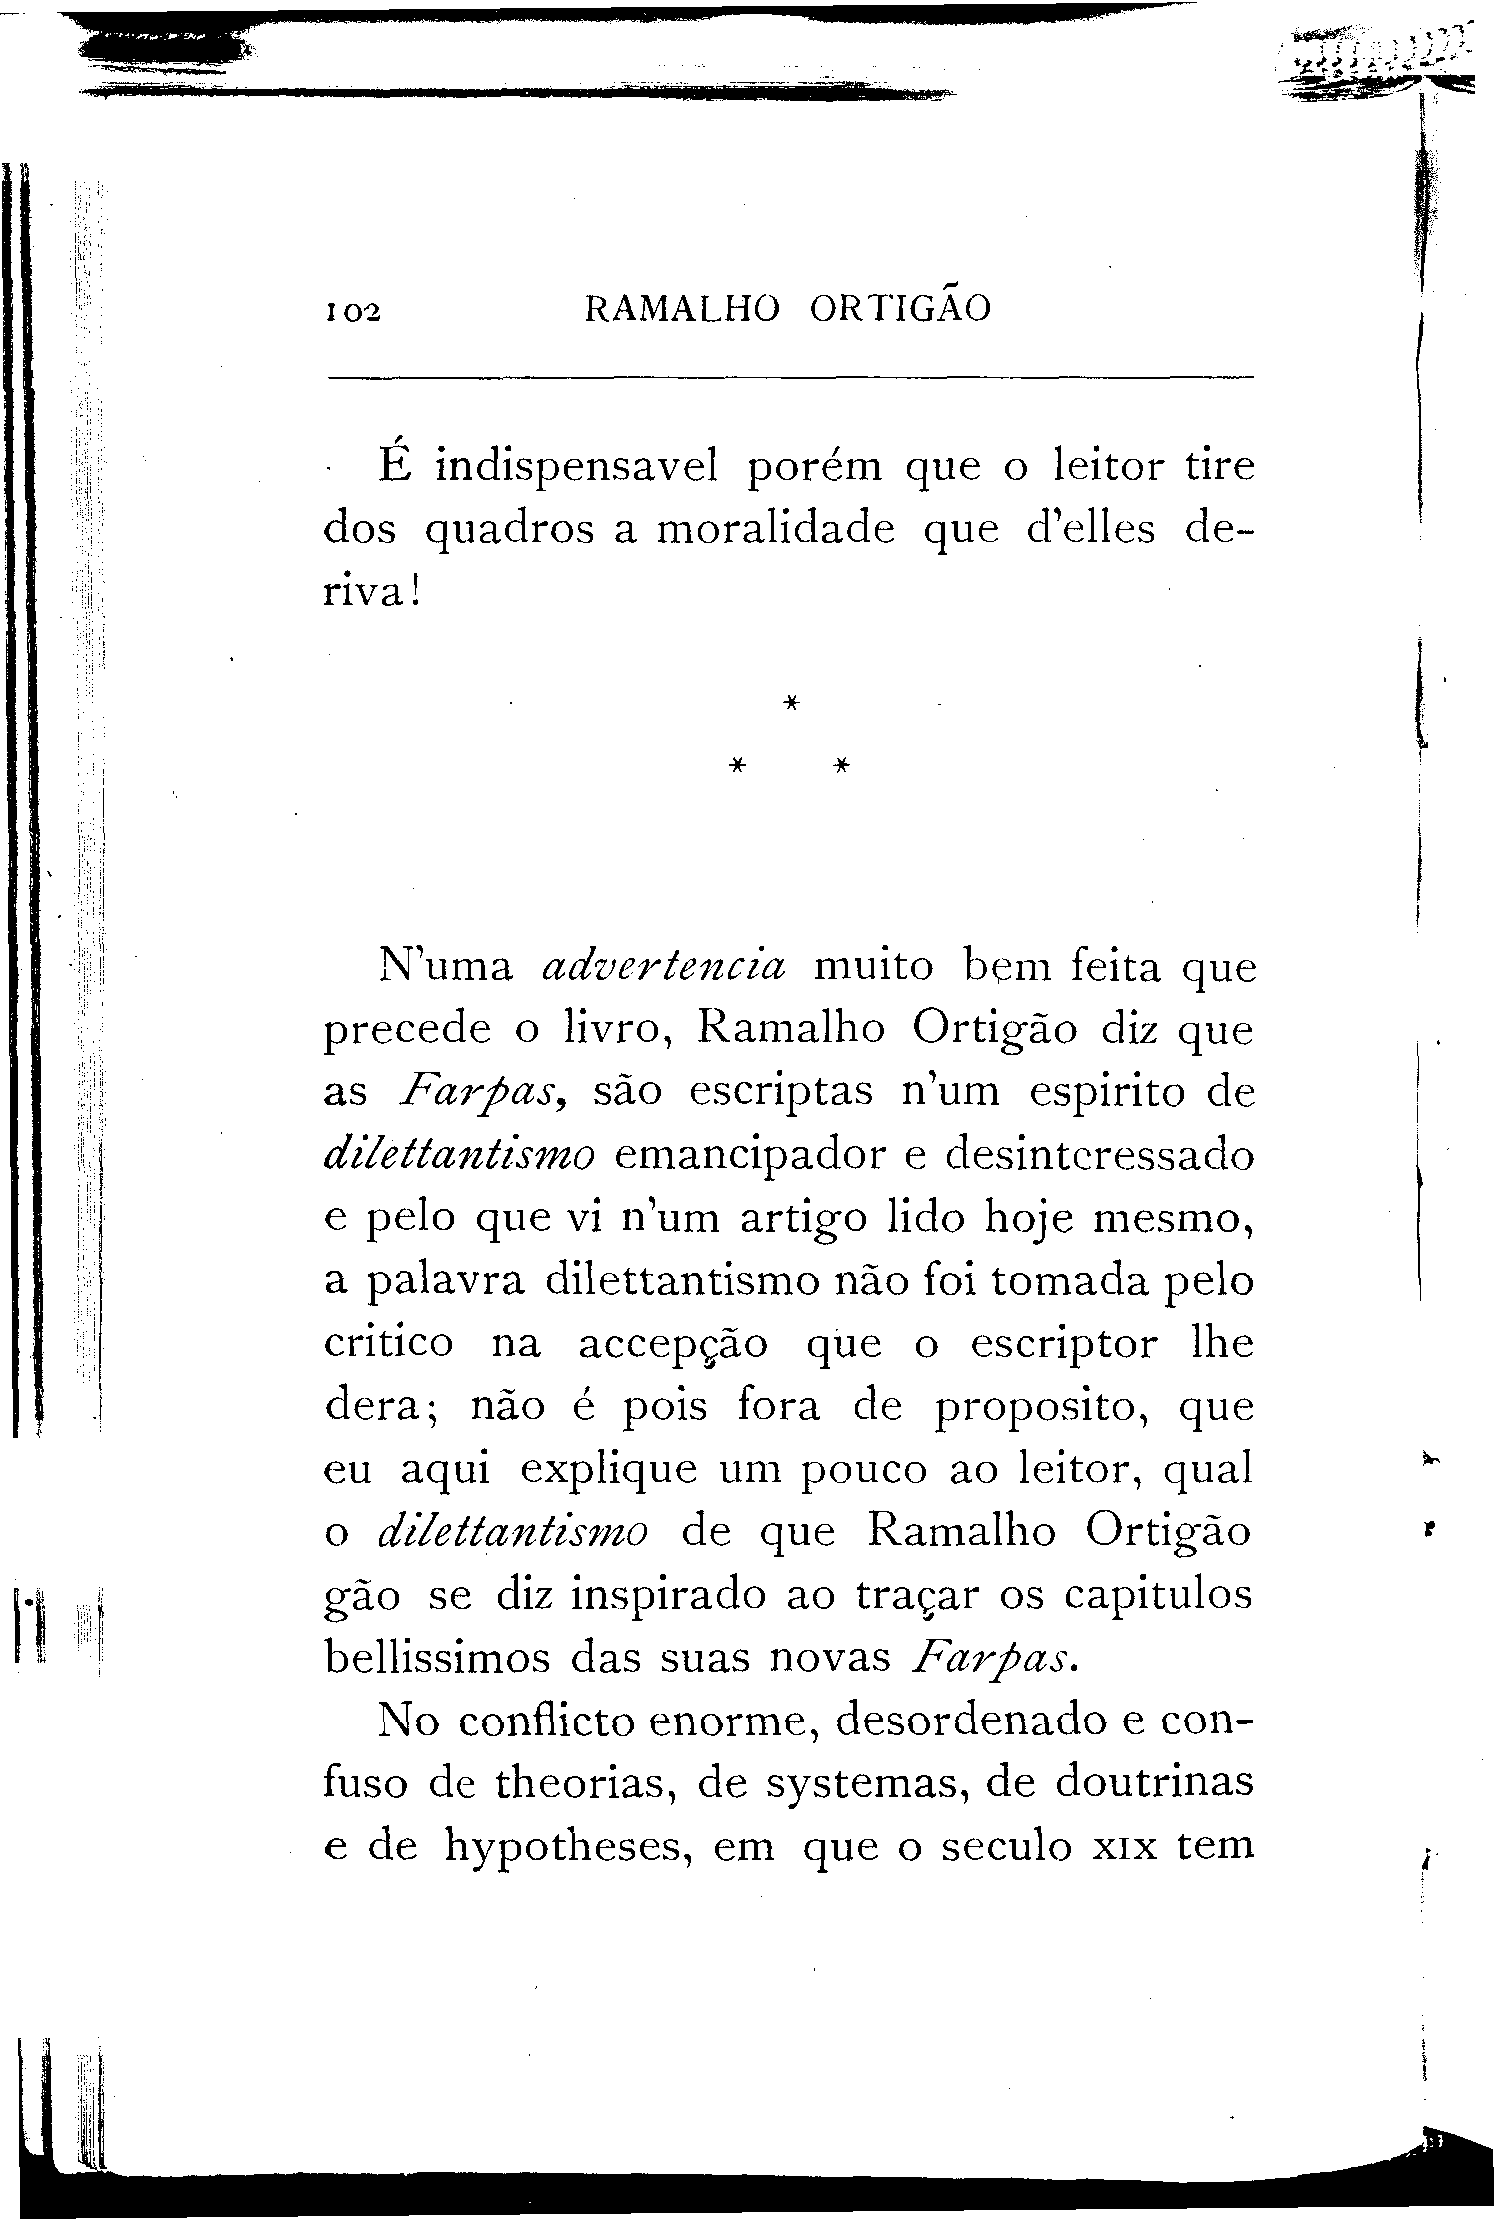 102 RAMALHO ORTIGÃO
É indispensavel porém que o leitor tire
dos quadros a moralidade que d'elles de-
riva!
*
* *
N'uma advertencia muito bem feita que
precede o livro, Ramalho Ortigão diz que
as Farpas, são escriptas n'um espirito de
dilettantismo emancipador e desinteressado
e pelo que vi n'um artigo lido hoje mesmo,
a palavra dilettantismo não foi tomada pelo
critico na accepção que o escriptor lhe
dera; não é pois fora de proposito, que
eu aqui explique um pouco ao leitor, qual
o dilettantismo de que Ramalho Ortigão
gão se diz inspirado ao traçar os capitulos
bellissimos das suas novas Farpas.
No conflicto enorme, desordenado e con-
fuso de theorias, de systemas, de doutrinas
e de hypotheses, em que o seculo XIX tem